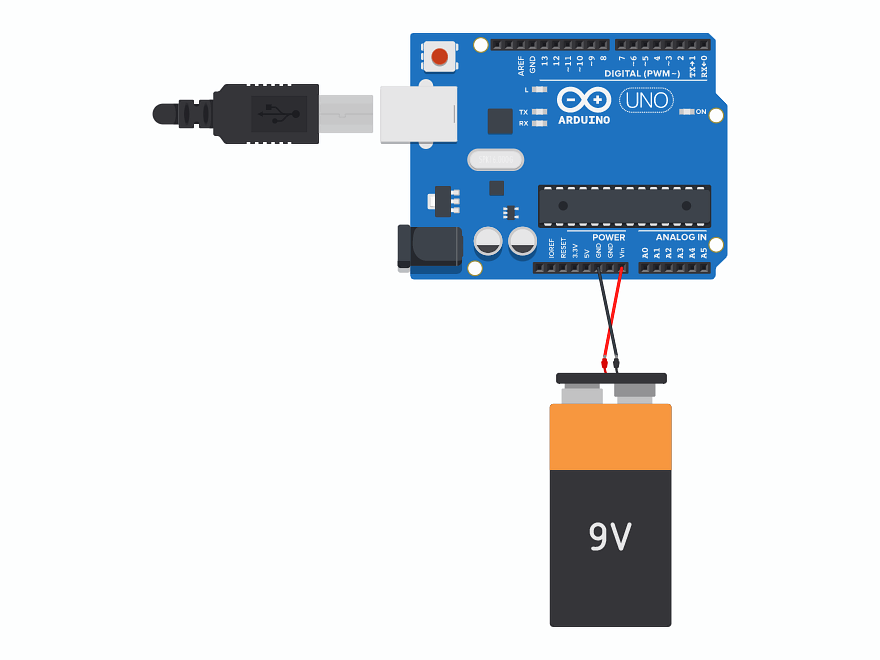 AREF
GND
13
12
~11
~10
~9
8
7
~6
~5
4
~3
2
TX→1
RX←0
DIGITAL (PWM~)
L
TX
RX
ARDUINO
UNO
ON
IOREF
RESET
3.3V
5V
GND
GND
Vin
POWER
ANALOG IN
A0
A1
A2
A3
A4
A5
9V